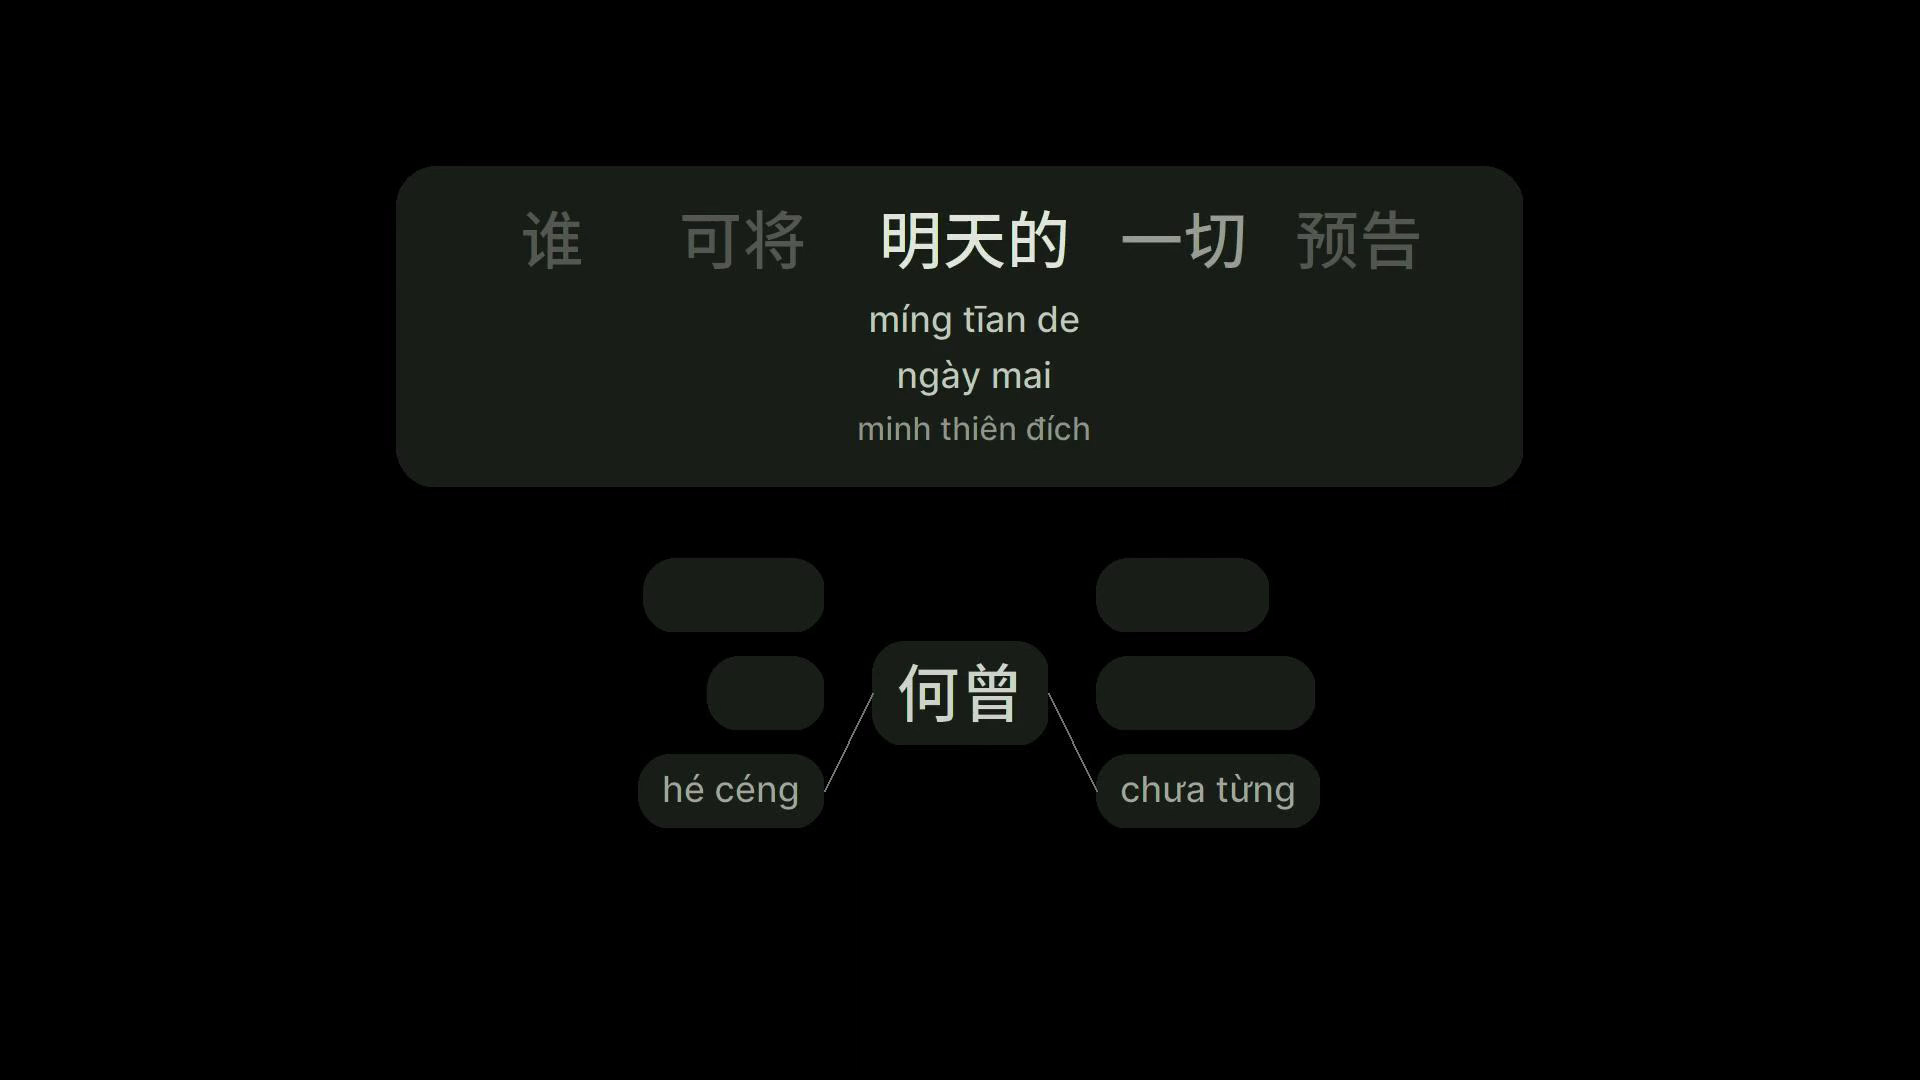 谁 可将 明天的 一切 预告
míng tīan de
ngày mai
minh thiên đích
何曾
hé céng
chưa từng